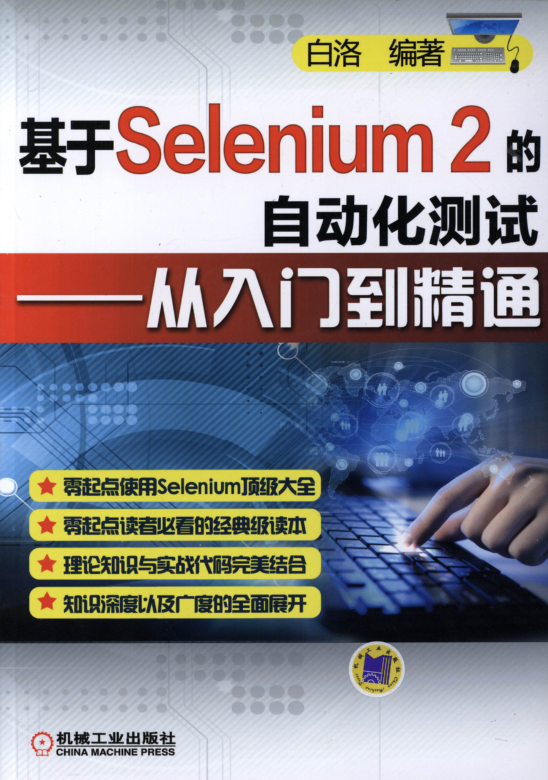 白洛 编著
基于Selenium 2的
自动化测试
——从入门到精通
零起点使用Selenium顶级大全
零起点读者必看的经典级读本
理论知识与实战代码完美结合
知识深度以及广度的全面展开
机械工业出版社
CHINA MACHINE PRESS